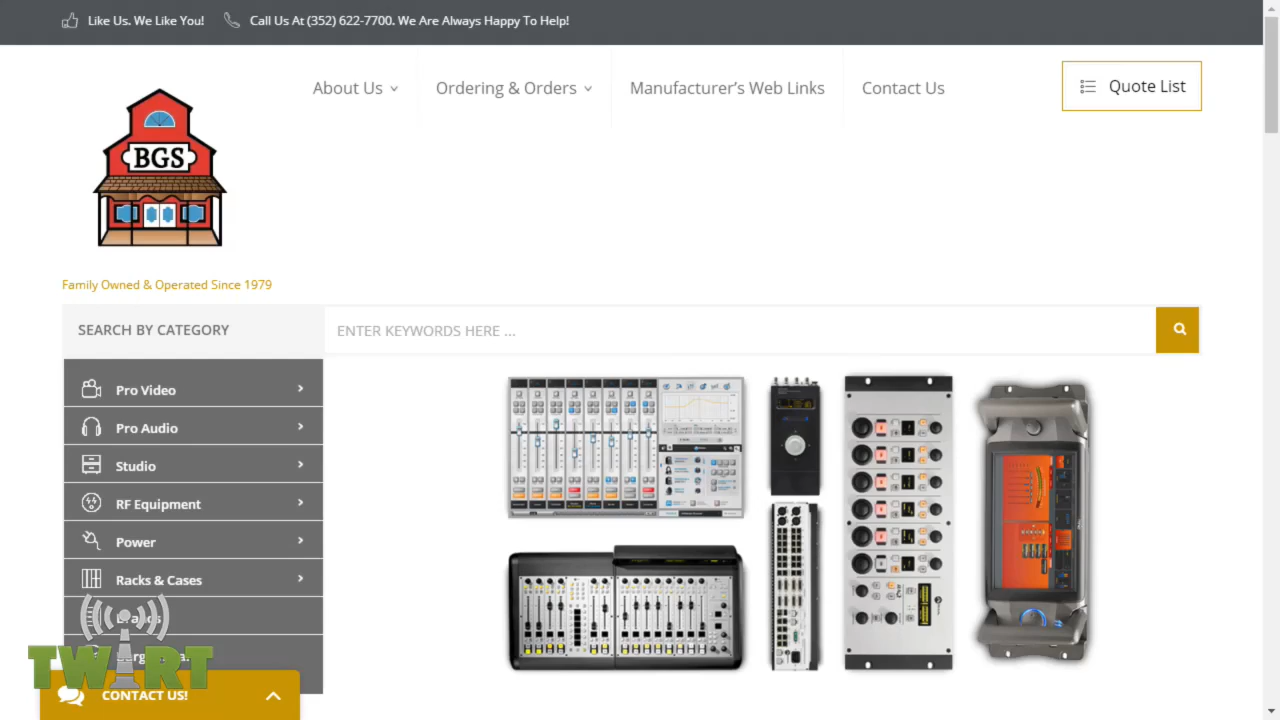 Like Us. We Like You!
Call Us At (352) 622-7700. We Are Always Happy To Help!
About Us
Ordering & Orders
Manufacturer's Web Links
Contact Us
Quote List
BGS
Family Owned & Operated Since 1979
SEARCH BY CATEGORY
ENTER KEYWORDS HERE ...
Pro Video
Pro Audio
Studio
RF Equipment
Power
Racks & Cases
Brands
TWiRT
CONTACT US!